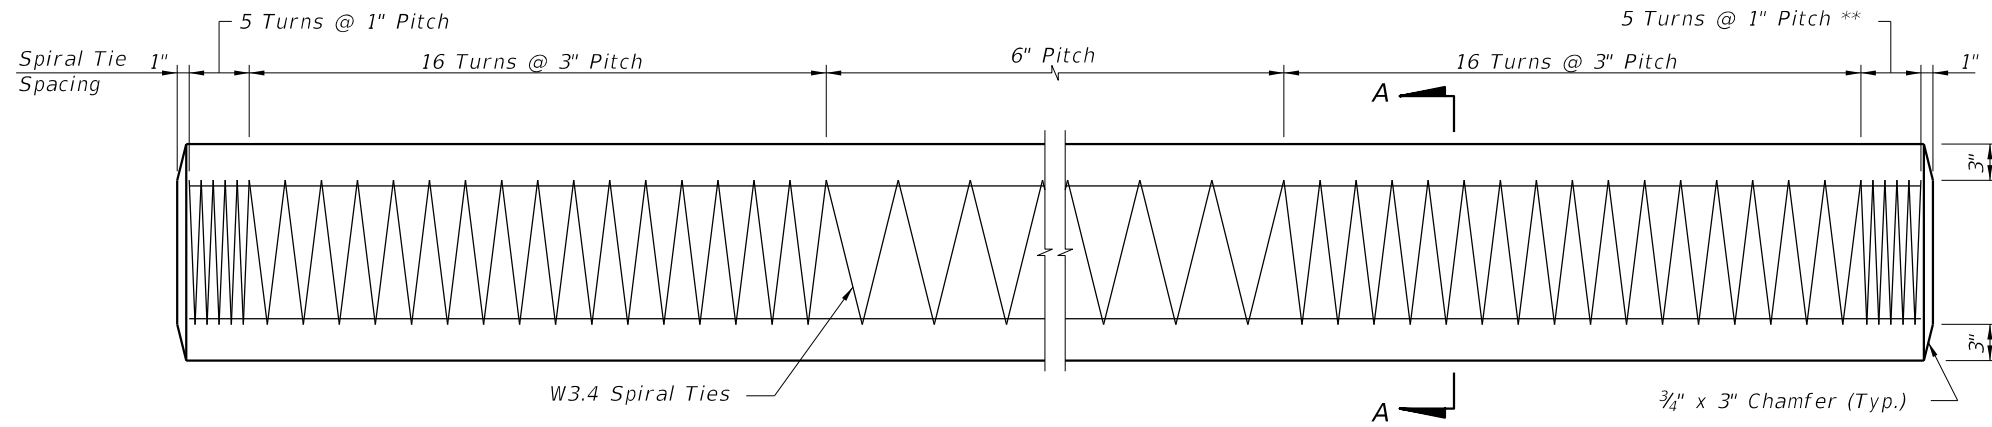 5 Turns @ 1" Pitch
5 Turns @ 1" Pitch **
Spiral Tie Spacing
1"
16 Turns @ 3" Pitch
6" Pitch
16 Turns @ 3" Pitch
1"
A
3"
3"
W3.4 Spiral Ties
A
¾" x 3" Chamfer (Typ.)